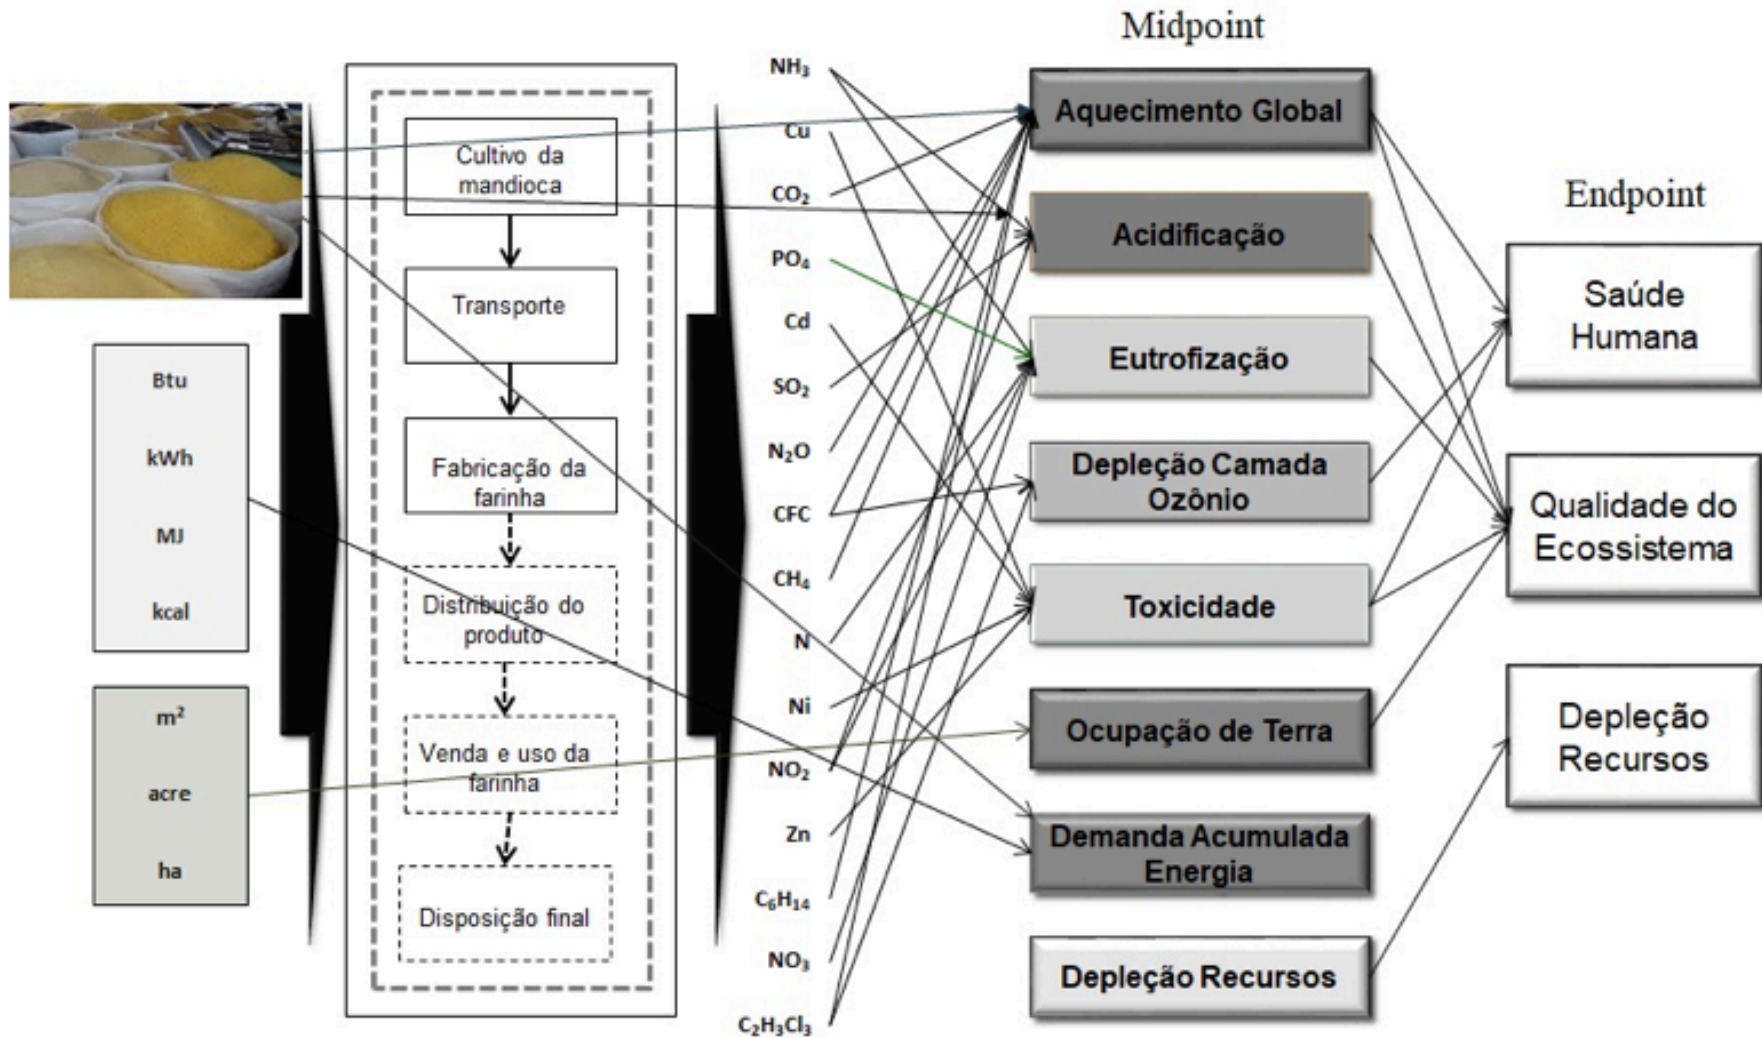 Midpoint
Endpoint
Btu
kWh
MJ
kcal
m²
acre
ha
Cultivo da
mandioca
Transporte
Fabricação da
farinha
Distribuição do
produto
Venda e uso da
farinha
Disposição final
NH₃
Cu
CO₂
PO₄
Cd
SO₂
N₂O
CFC
CH₄
N
Ni
NO₂
Zn
C₆H₁₄
NO₃
C₂H₃Cl₃
Aquecimento Global
Acidificação
Eutrofização
Depleção Camada
Ozônio
Toxicidade
Ocupação de Terra
Demanda Acumulada
Energia
Depleção Recursos
Saúde
Humana
Qualidade do
Ecossistema
Depleção
Recursos